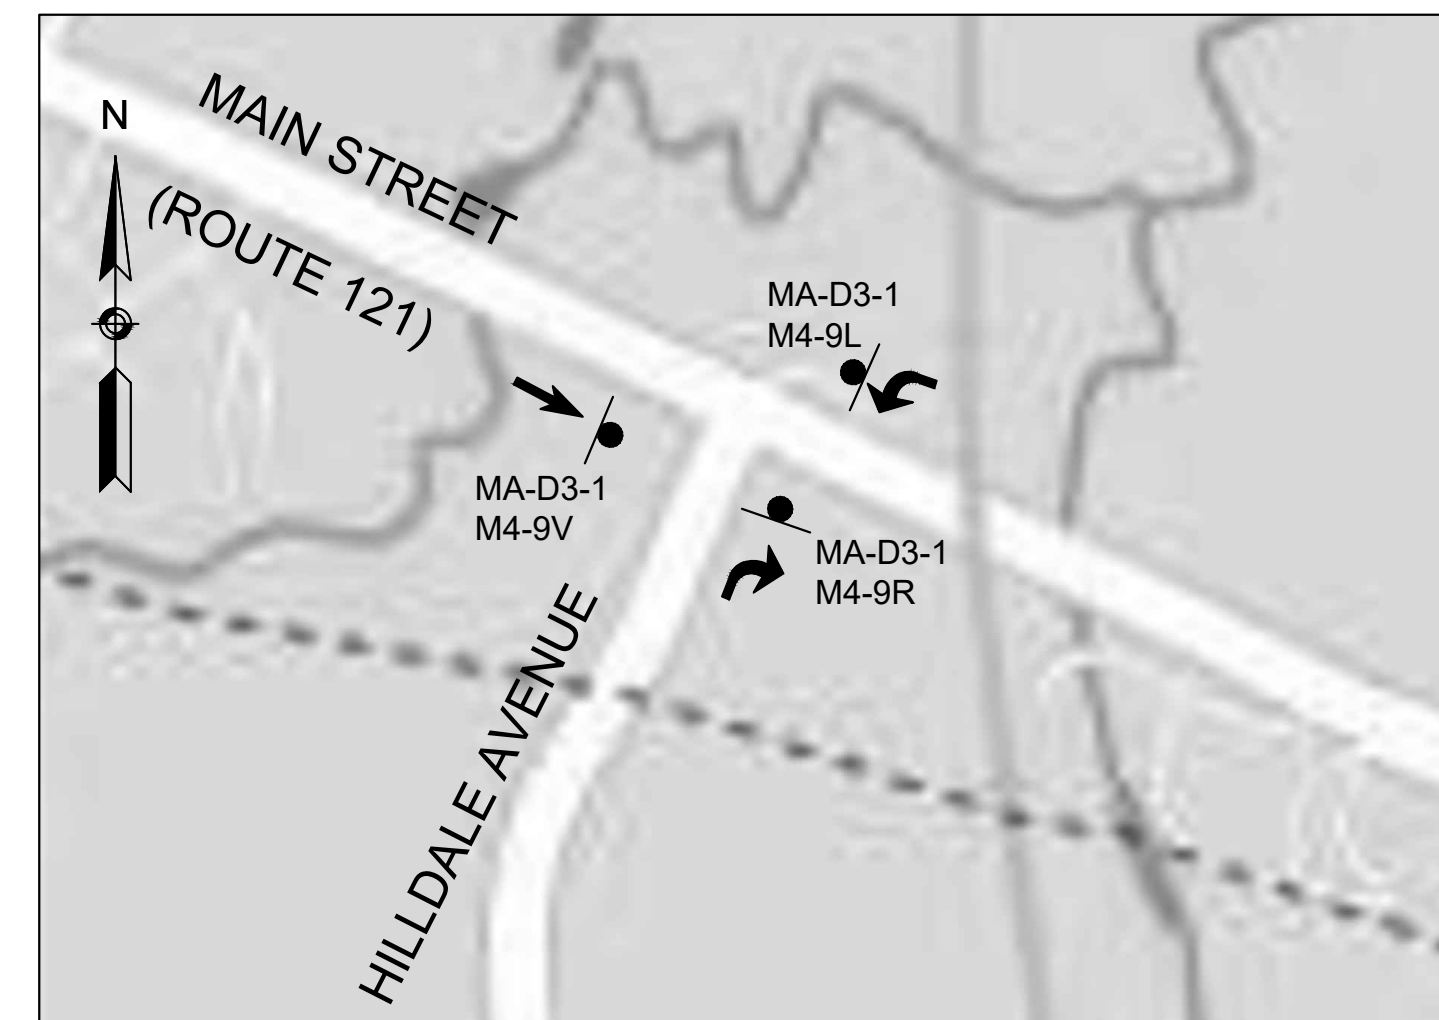 MAIN STREET
N
(ROUTE 121)
MA-D3-1
M4-9L
MA-D3-1
M4-9V
MA-D3-1
M4-9R
HILLDALE AVENUE